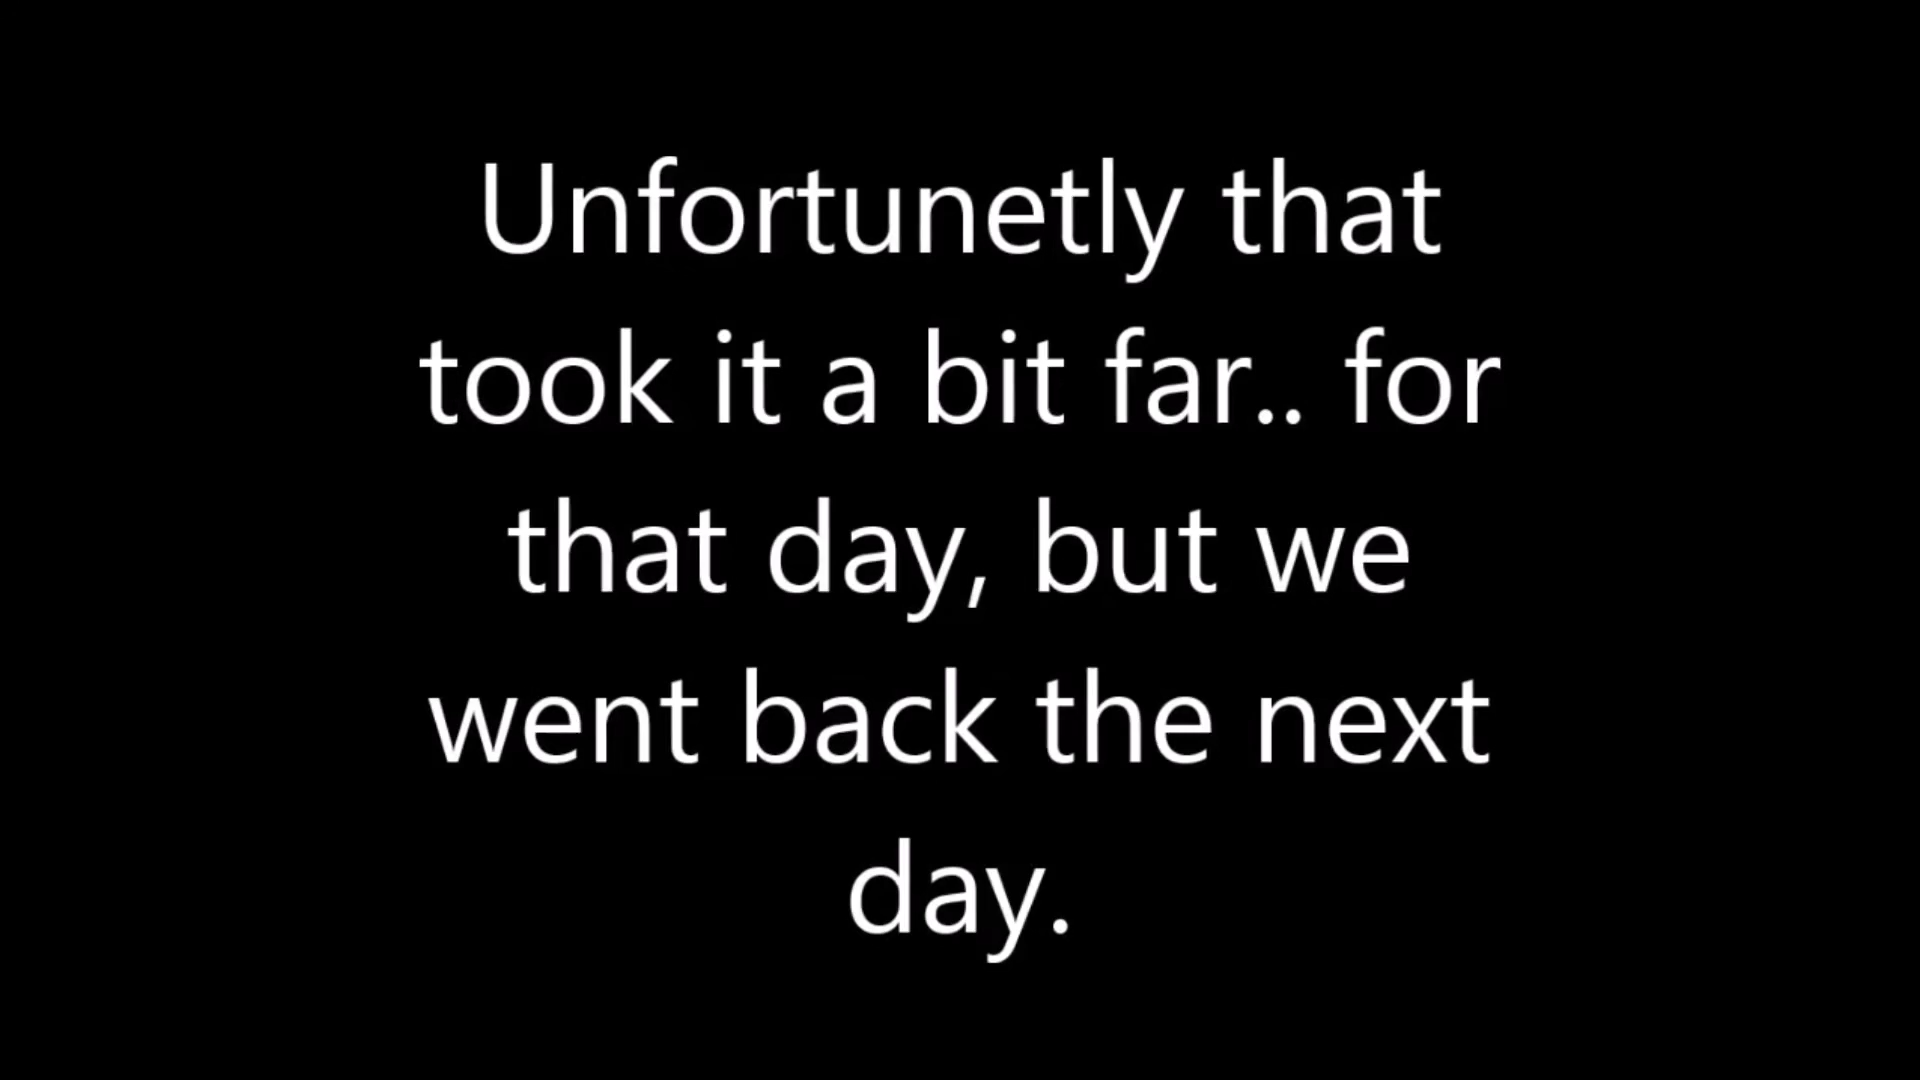 Unfortunetly that
took it a bit far.. for
that day, but we
went back the next
day.